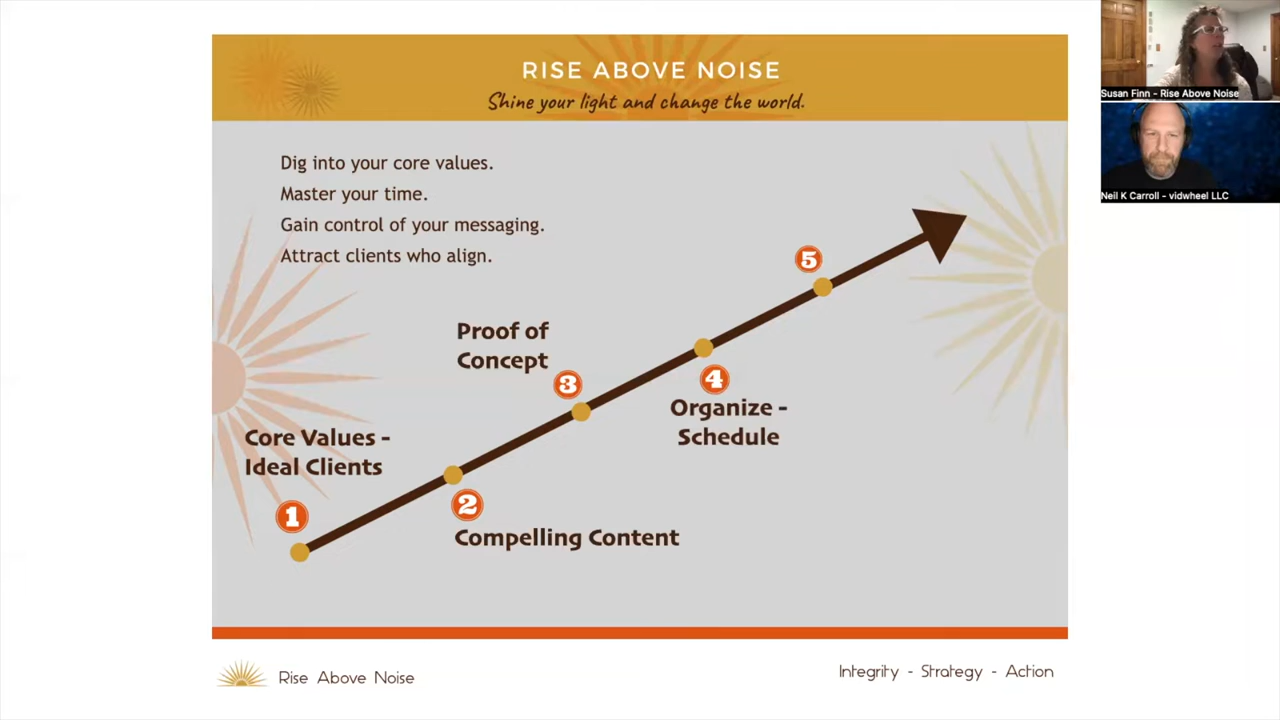 RISE ABOVE NOISE
Shine your light and change the world.
Dig into your core values.
Master your time.
Gain control of your messaging.
Attract clients who align.
5
Proof of
Concept
3
4
Organize -
Schedule
Core Values -
Ideal Clients
1
2
Compelling Content
Rise Above Noise
Integrity - Strategy - Action
Susan Finn - Rise Above Noise
Neil K Carroll - vidwheel LLC